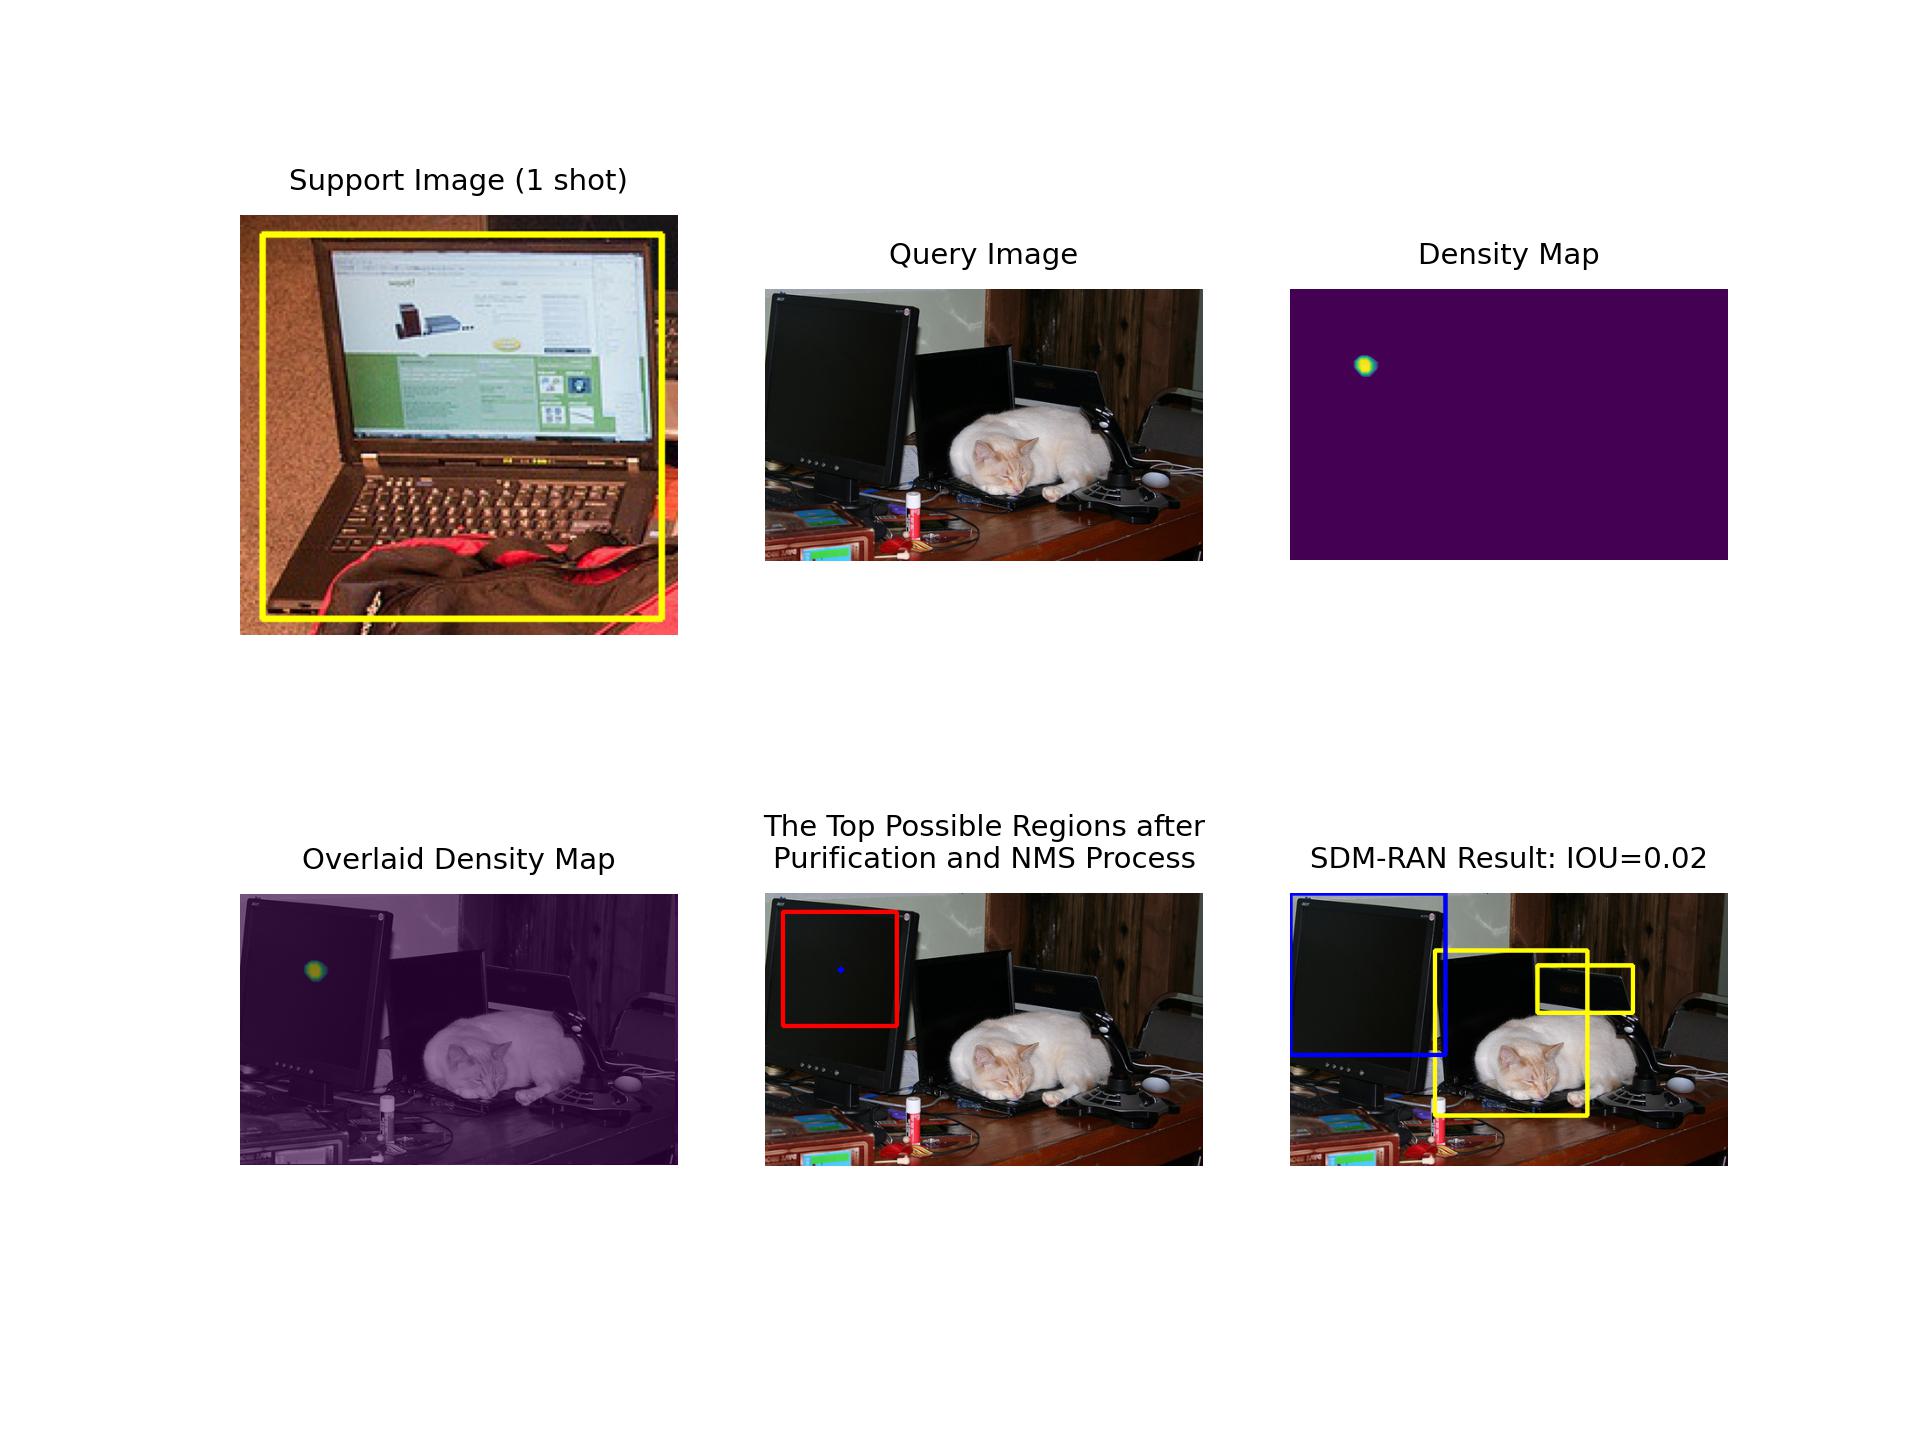 Support Image (1 shot)
Query Image
Density Map
woot!
Overlaid Density Map
The Top Possible Regions after
Purification and NMS Process
SDM-RAN Result: IOU=0.02